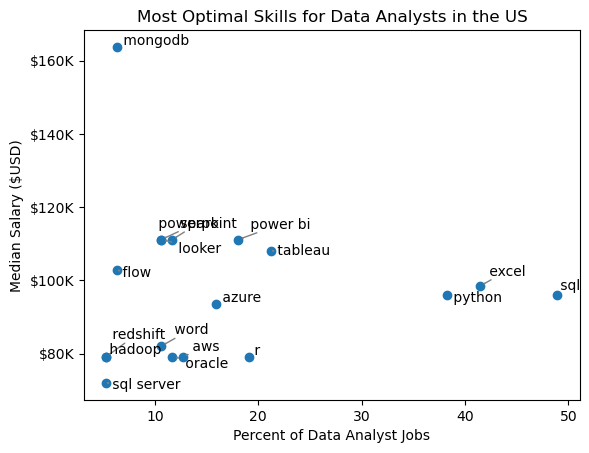 Most Optimal Skills for Data Analysts in the US
mongodb
$160K
$140K
$120K
powerpoint
spark
power bi
looker
tableau
flow
excel
$100K
sql
azure
python
word
redshift
aws
hadoop
r
$80K
oracle
sql server
10
20
30
40
50
Percent of Data Analyst Jobs
Median Salary ($USD)